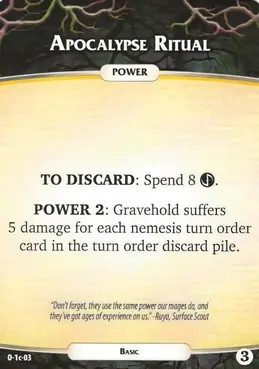 APOCALYPSE RITUAL
POWER
TO DISCARD: Spend 8 .
POWER 2: Gravehold suffers
5 damage for each nemesis turn order
card in the turn order discard pile.
"Don't forget, they use the same power our mages do, and
they've got ages of experience on us." -Ruya, Surface Scout
0-1c-03
BASIC
3